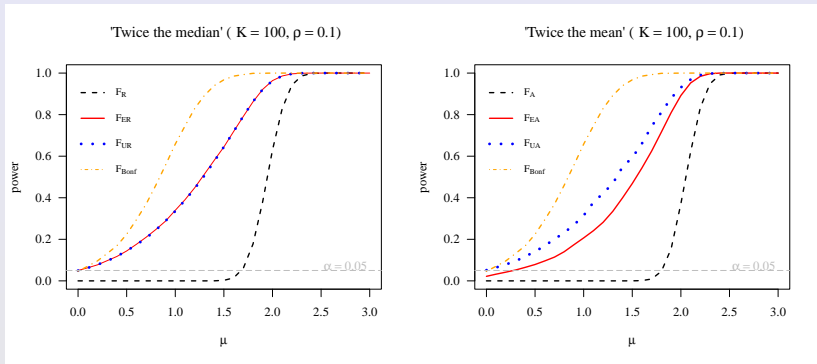 'Twice the median' ( K = 100, ρ = 0.1)
power
1.0
0.8
0.6
0.4
0.2
0.0
F_R
F_ER
F_UR
F_Bonf
α = 0.05
0.0 0.5 1.0 1.5 2.0 2.5 3.0
μ
'Twice the mean' ( K = 100, ρ = 0.1)
power
1.0
0.8
0.6
0.4
0.2
0.0
F_A
F_EA
F_UA
F_Bonf
α = 0.05
0.0 0.5 1.0 1.5 2.0 2.5 3.0
μ